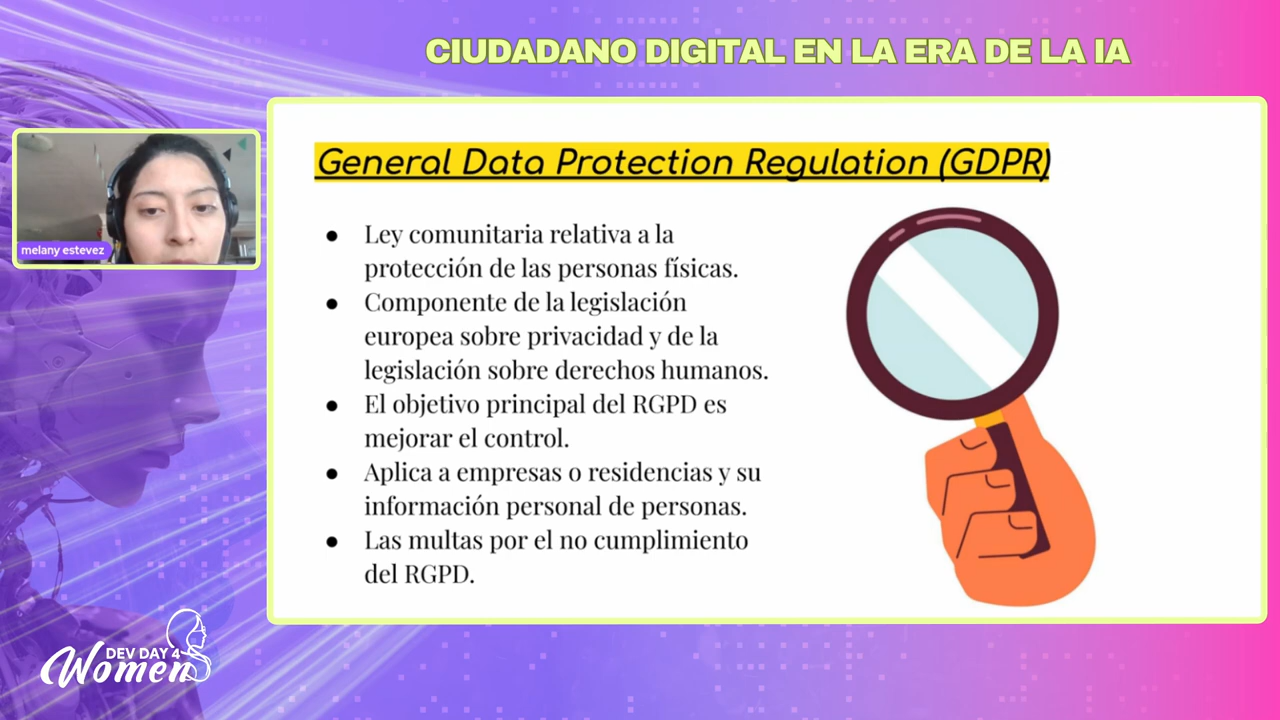 CIUDADANO DIGITAL EN LA ERA DE LA IA
melany estevez
General Data Protection Regulation (GDPR)
● Ley comunitaria relativa a la
protección de las personas físicas.
● Componente de la legislación
europea sobre privacidad y de la
legislación sobre derechos humanos.
● El objetivo principal del RGPD es
mejorar el control.
● Aplica a empresas o residencias y su
información personal de personas.
● Las multas por el no cumplimiento
del RGPD.
DEV DAY 4
Women